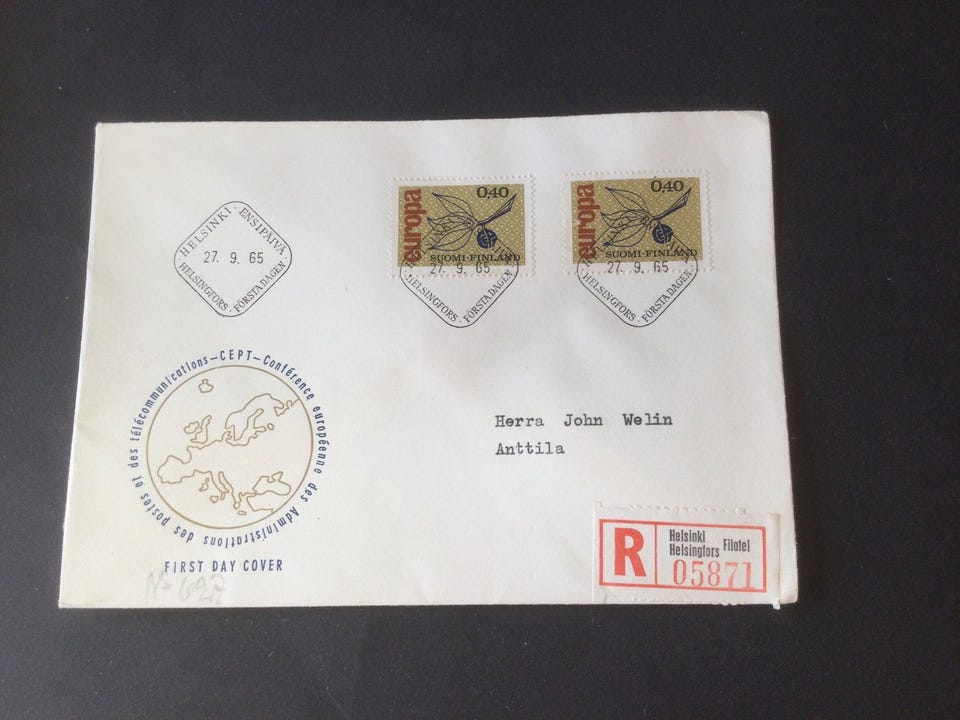 HELSINKI · ENSIPÄIVÄ
27. 9. 65
HELSINGFORS · FÖRSTA DAGEN
europa
0,40
SUOMI-FINLAND
27. 9. 65
HELSINGFORS · FÖRSTA DAGEN
europa
0,40
SUOMI-FINLAND
27. 9. 65
HELSINGFORS · FÖRSTA DAGEN
CEPT – Conférence européenne des Administrations des postes et des télécommunications –
FIRST DAY COVER
Herra John Welin
Anttila
R
Helsinki
Helsingfors
Filatel
05871